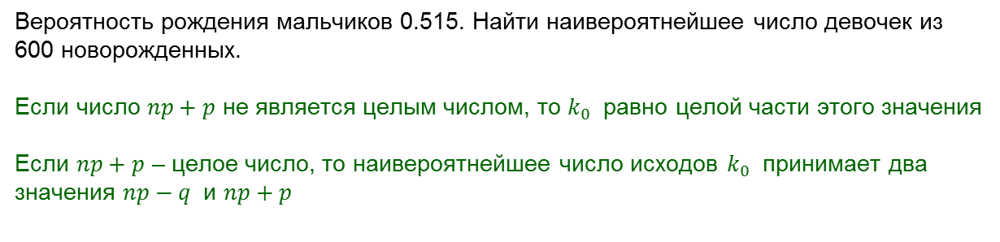 Вероятность рождения мальчиков 0.515. Найти наивероятнейшее число девочек из
600 новорожденных.
Если число np + p не является целым числом, то k₀ равно целой части этого значения
Если np + p − целое число, то наивероятнейшее число исходов k₀ принимает два
значения np − q и np + p